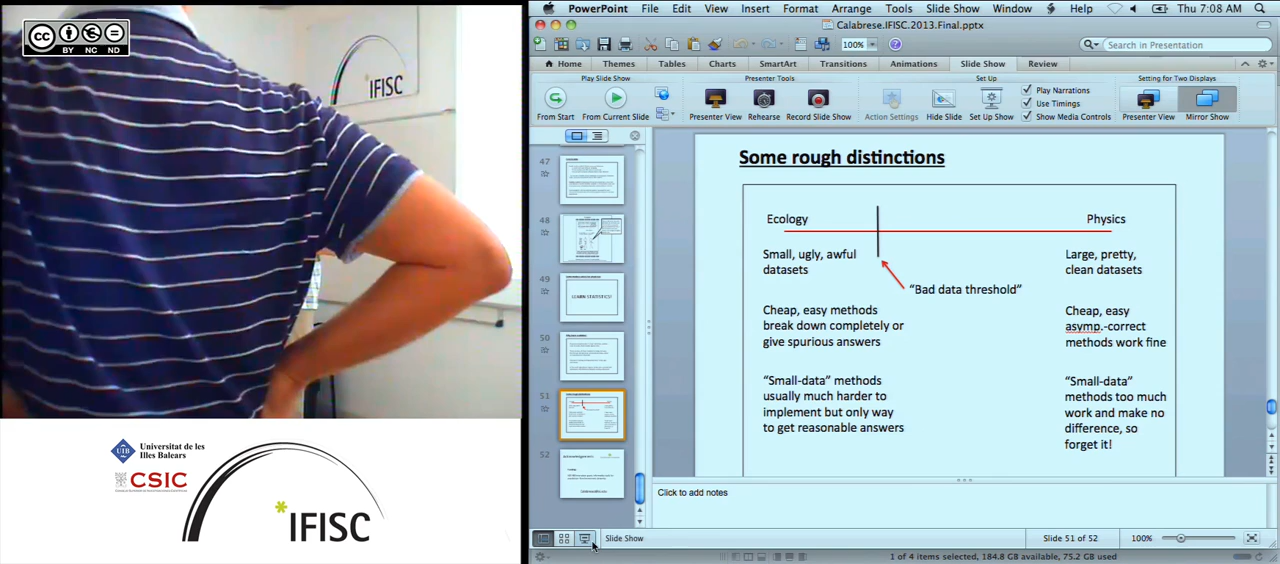 cc
BY NC ND
*IFISC
Universitat de les
Illes Balears
UIB
CSIC
*IFISC
PowerPoint File Edit View Insert Format Arrange Tools Slide Show Window Help Thu 7:08 AM
Calabrese.IFISC.2013.Final.pptx
100% Search in Presentation
Home Themes Tables Charts SmartArt Transitions Animations Slide Show Review
Play Slide Show Presenter Tools Set Up Setting for Two Displays
Play Narrations
Use Timings
Show Media Controls
From Start From Current Slide Presenter View Rehearse Record Slide Show Action Settings Hide Slide Set Up Show Presenter View Mirror Show
47
48
49
LEARN STATISTICS!
50
51
52
Some rough distinctions
Ecology
Physics
Small, ugly, awful
datasets
Large, pretty,
clean datasets
“Bad data threshold”
Cheap, easy methods
break down completely or
give spurious answers
Cheap, easy
asymp.-correct
methods work fine
“Small-data” methods
usually much harder to
implement but only way
to get reasonable answers
“Small-data”
methods too much
work and make no
difference, so
forget it!
Click to add notes
Slide Show Slide 51 of 52 100%
1 of 4 items selected, 184.8 GB available, 75.2 GB used